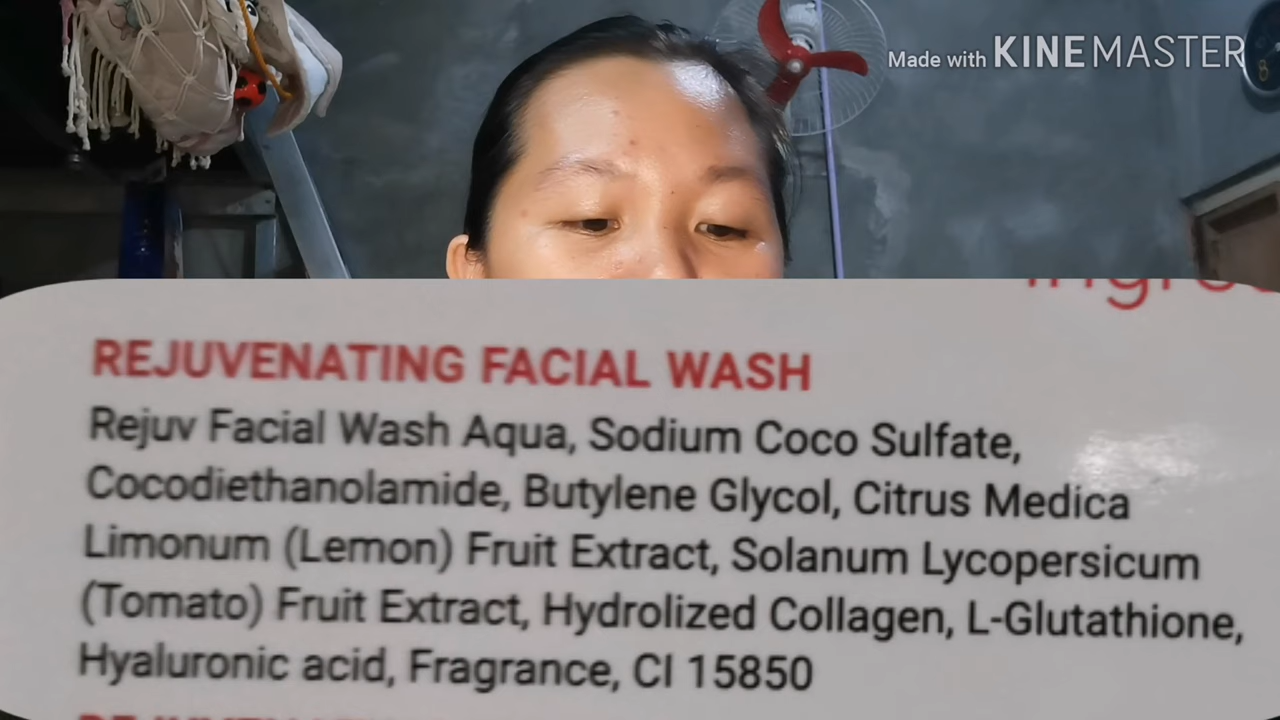 Made with KINEMASTER
Ingred
REJUVENATING FACIAL WASH
Rejuv Facial Wash Aqua, Sodium Coco Sulfate,
Cocodiethanolamide, Butylene Glycol, Citrus Medica
Limonum (Lemon) Fruit Extract, Solanum Lycopersicum
(Tomato) Fruit Extract, Hydrolized Collagen, L-Glutathione,
Hyaluronic acid, Fragrance, CI 15850